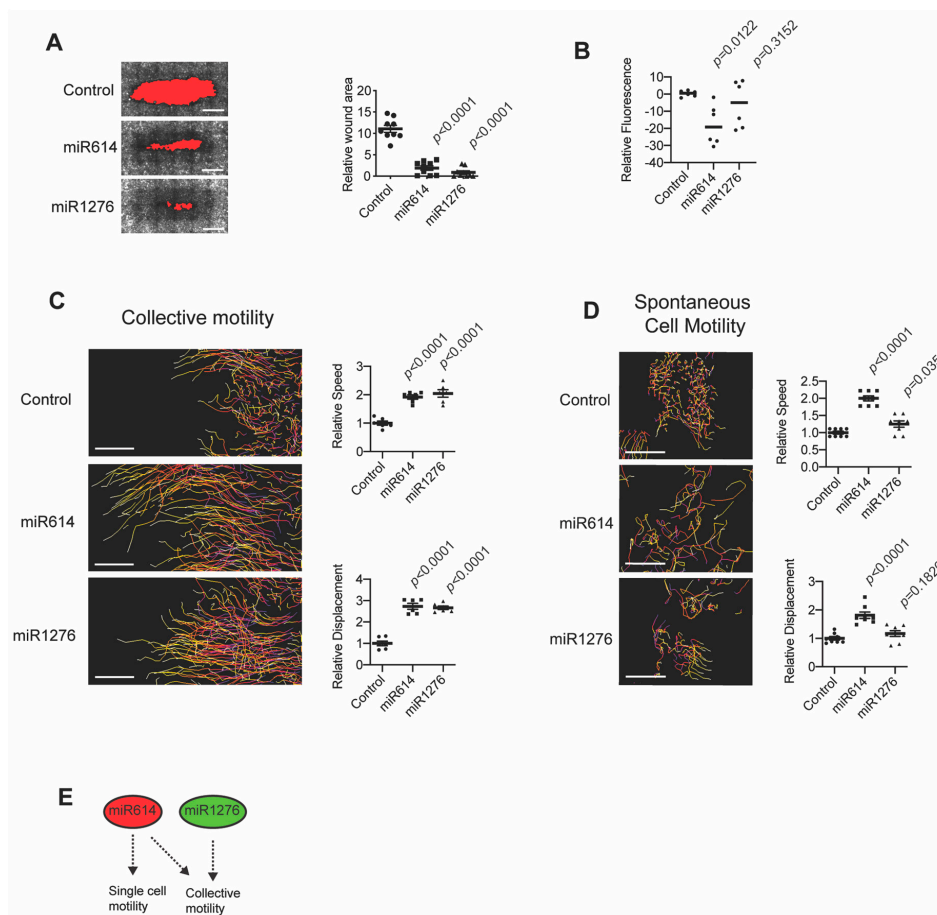 A
Control
miR614
miR1276
Relative wound area
20
15
10
5
0
p<0.0001
p<0.0001
Control
miR614
miR1276
B
p=0.0122
p=0.3152
Relative Fluorescence
10
0
-10
-20
-30
-40
Control
miR614
miR1276
C
Collective motility
Control
miR614
miR1276
Relative Speed
3
2
1
0
p<0.0001
p<0.0001
Control
miR614
miR1276
Relative Displacement
4
3
2
1
0
p<0.0001
p<0.0001
Control
miR614
miR1276
D
Spontaneous
Cell Motility
Control
miR614
miR1276
Relative Speed
2.5
2.0
1.5
1.0
0.5
0.0
p<0.0001
p=0.035
Control
miR614
miR1276
Relative Displacement
3
2
1
0
p<0.0001
Control
miR614
miR1276
E
miR614
miR1276
Single cell
motility
Collective
motility